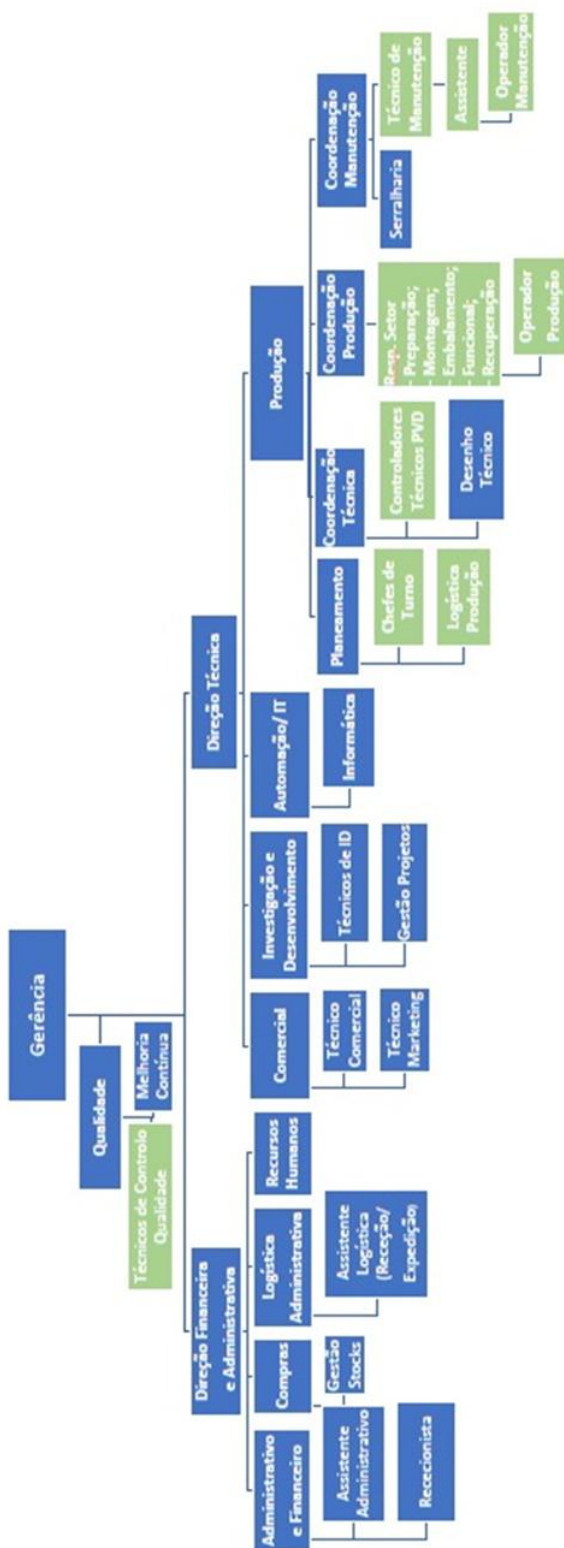 Gerência
Qualidade
Técnicos de Controlo
Qualidade
Melhoria
Contínua
Direção Financeira
e Administrativa
Direção Técnica
Administrativo
e Financeiro
Compras
Logística
Administrativa
Recursos
Humanos
Comercial
Investigação e
Desenvolvimento
Automação/ IT
Produção
Assistente
Administrativo
Rececionista
Gestão
Stocks
Assistente
Logística
(Receção/
Expedição)
Técnico
Comercial
Técnico
Marketing
Técnicos de ID
Gestão Projetos
Informática
Planeamento
Coordenação
Técnica
Coordenação
Produção
Coordenação
Manutenção
Chefes de
Turno
Logística
Produção
Controladores
Técnicos PVD
Desenho
Técnico
Resp. Setor
- Preparação;
- Montagem;
- Embalamento;
- Funcional;
- Recuperação
Operador
Produção
Serralharia
Técnico de
Manutenção
Assistente
Operador
Manutenção